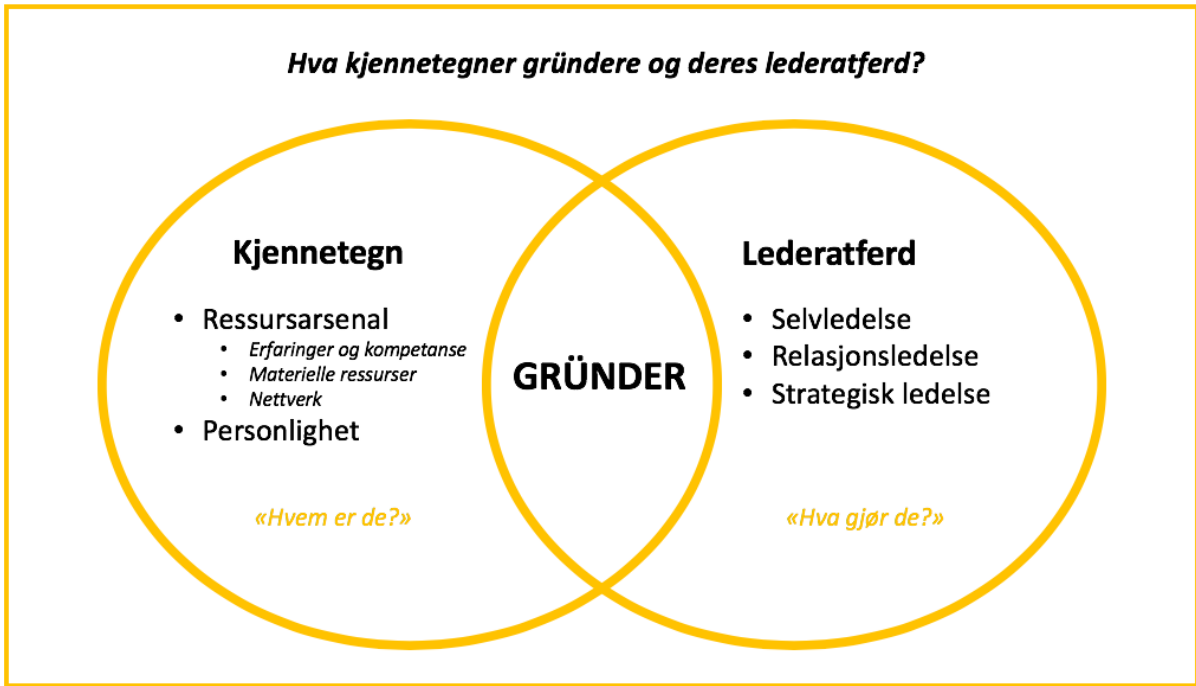 Hva kjennetegner gründere og deres lederatferd?
Kjennetegn
• Ressursarsenal
• Erfaringer og kompetanse
• Materielle ressurser
• Nettverk
• Personlighet
«Hvem er de?»
GRÜNDER
Lederatferd
• Selvledelse
• Relasjonsledelse
• Strategisk ledelse
«Hva gjør de?»